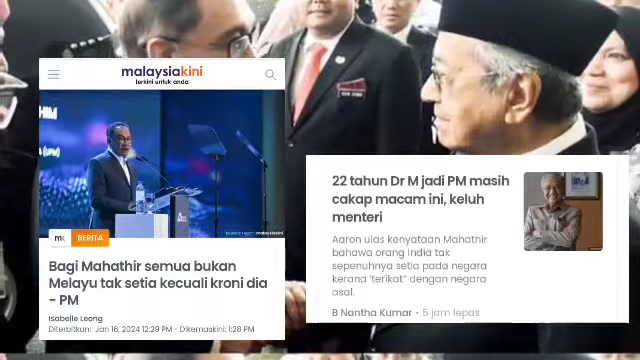 malaysiakini
terkini untuk anda
mk BERITA
Bagi Mahathir semua bukan
Melayu tak setia kecuali kroni dia
- PM
Isabelle Leong
Diterbitkan: Jan 16, 2024 12:29 PM · Dikemaskini: 1:28 PM
22 tahun Dr M jadi PM masih
cakap macam ini, keluh
menteri
Aaron ulas kenyataan Mahathir
bahawa orang India tak
sepenuhnya setia pada negara
kerana "terikat" dengan negara
asal.
B Nantha Kumar · 5 jam lepas